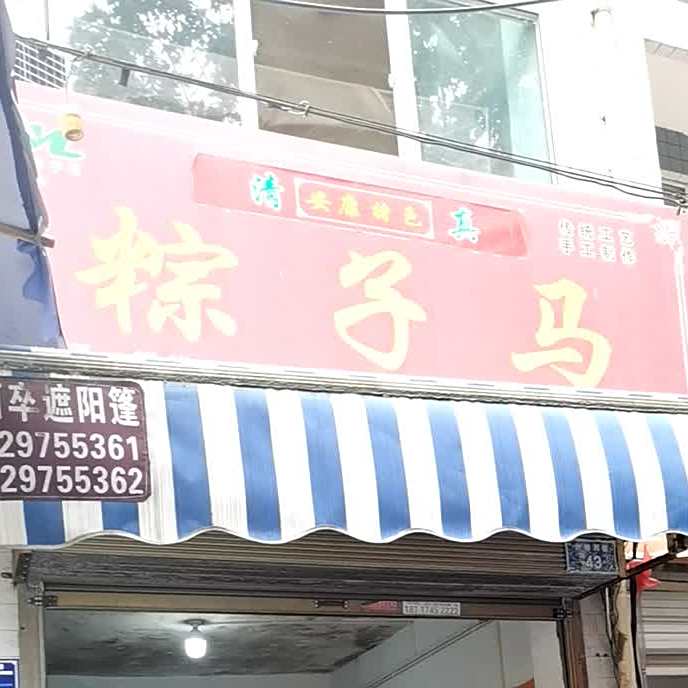 清 安康特色 真
传统工艺
手工制作
粽子马
卒遮阳篷
29755361
29755362
43